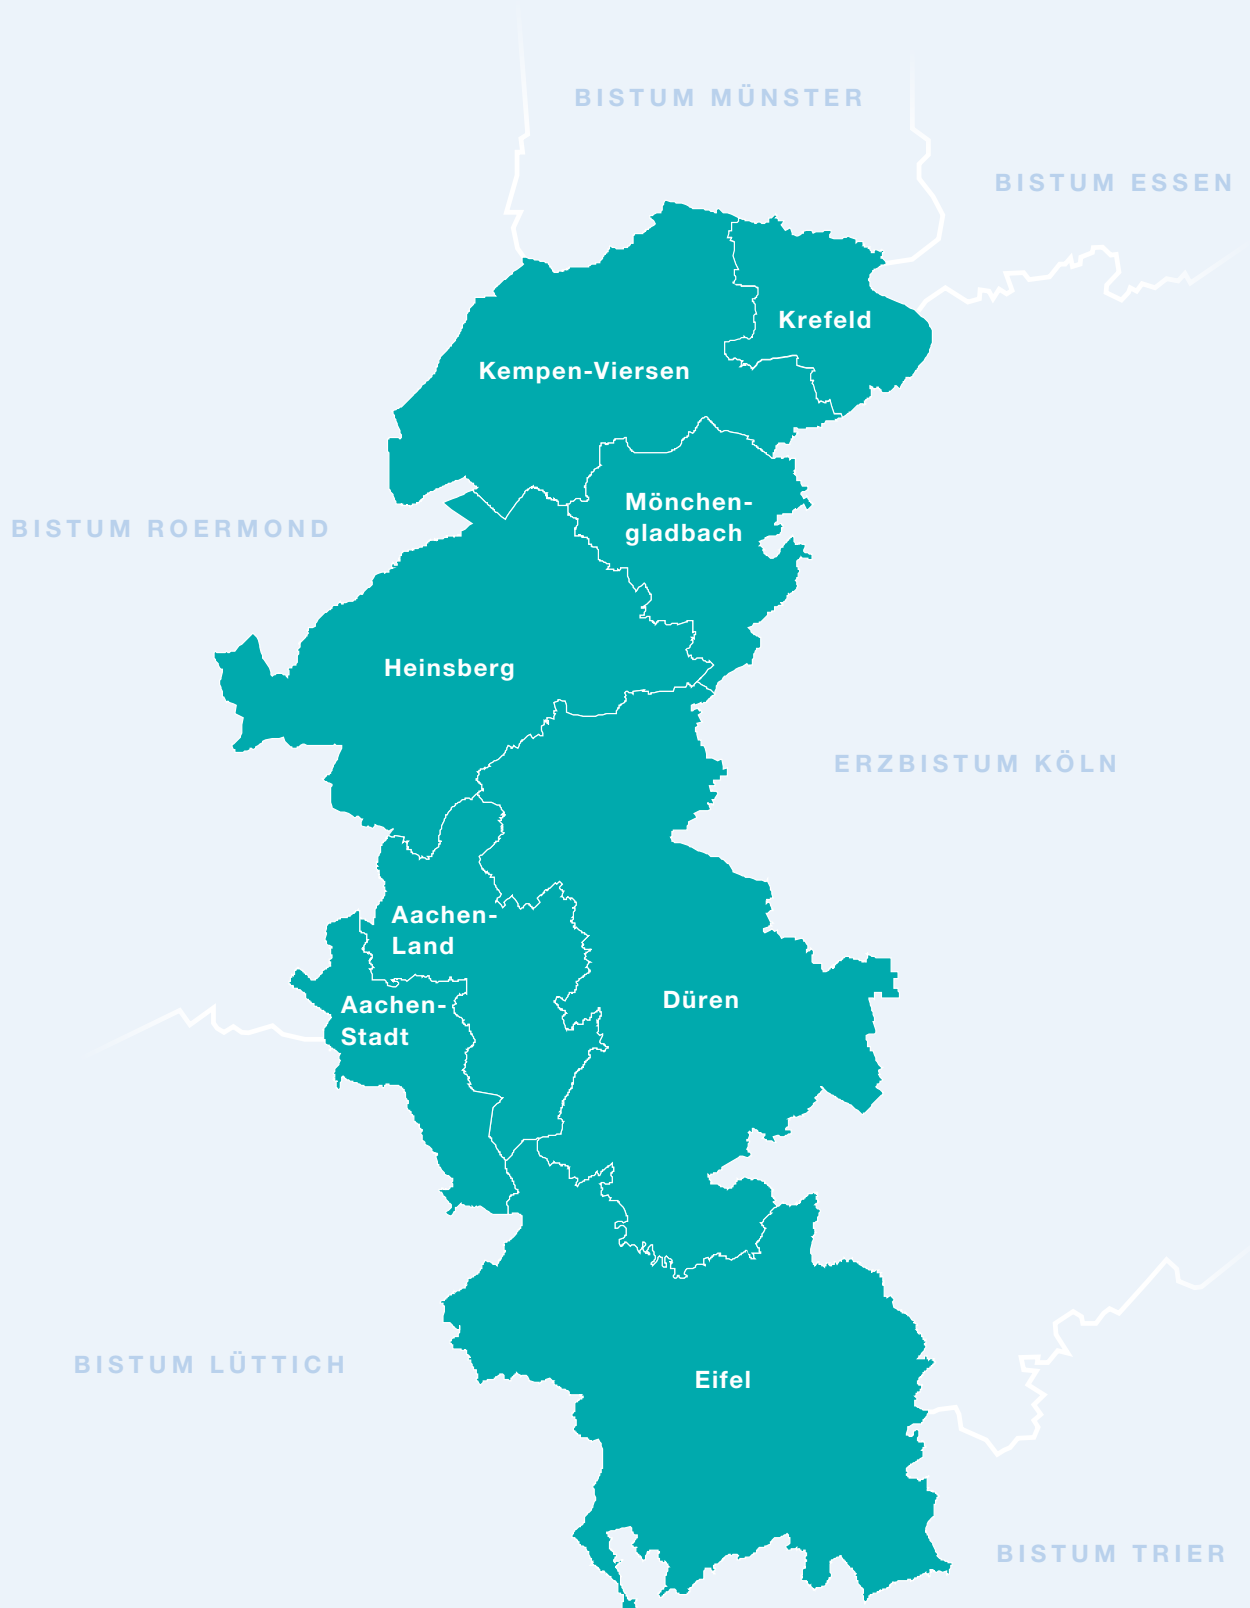 BISTUM MÜNSTER
BISTUM ESSEN
Krefeld
Kempen-Viersen
Mönchen-
gladbach
BISTUM ROERMOND
Heinsberg
ERZBISTUM KÖLN
Aachen-
Land
Düren
Aachen-
Stadt
BISTUM LÜTTICH
Eifel
BISTUM TRIER